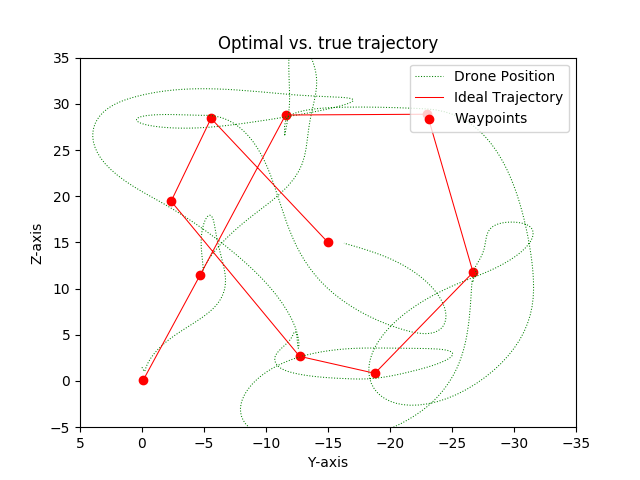 Optimal vs. true trajectory
Drone Position
Ideal Trajectory
Waypoints
Z-axis
35
30
25
20
15
10
5
0
−5
5 0 −5 −10 −15 −20 −25 −30 −35
Y-axis